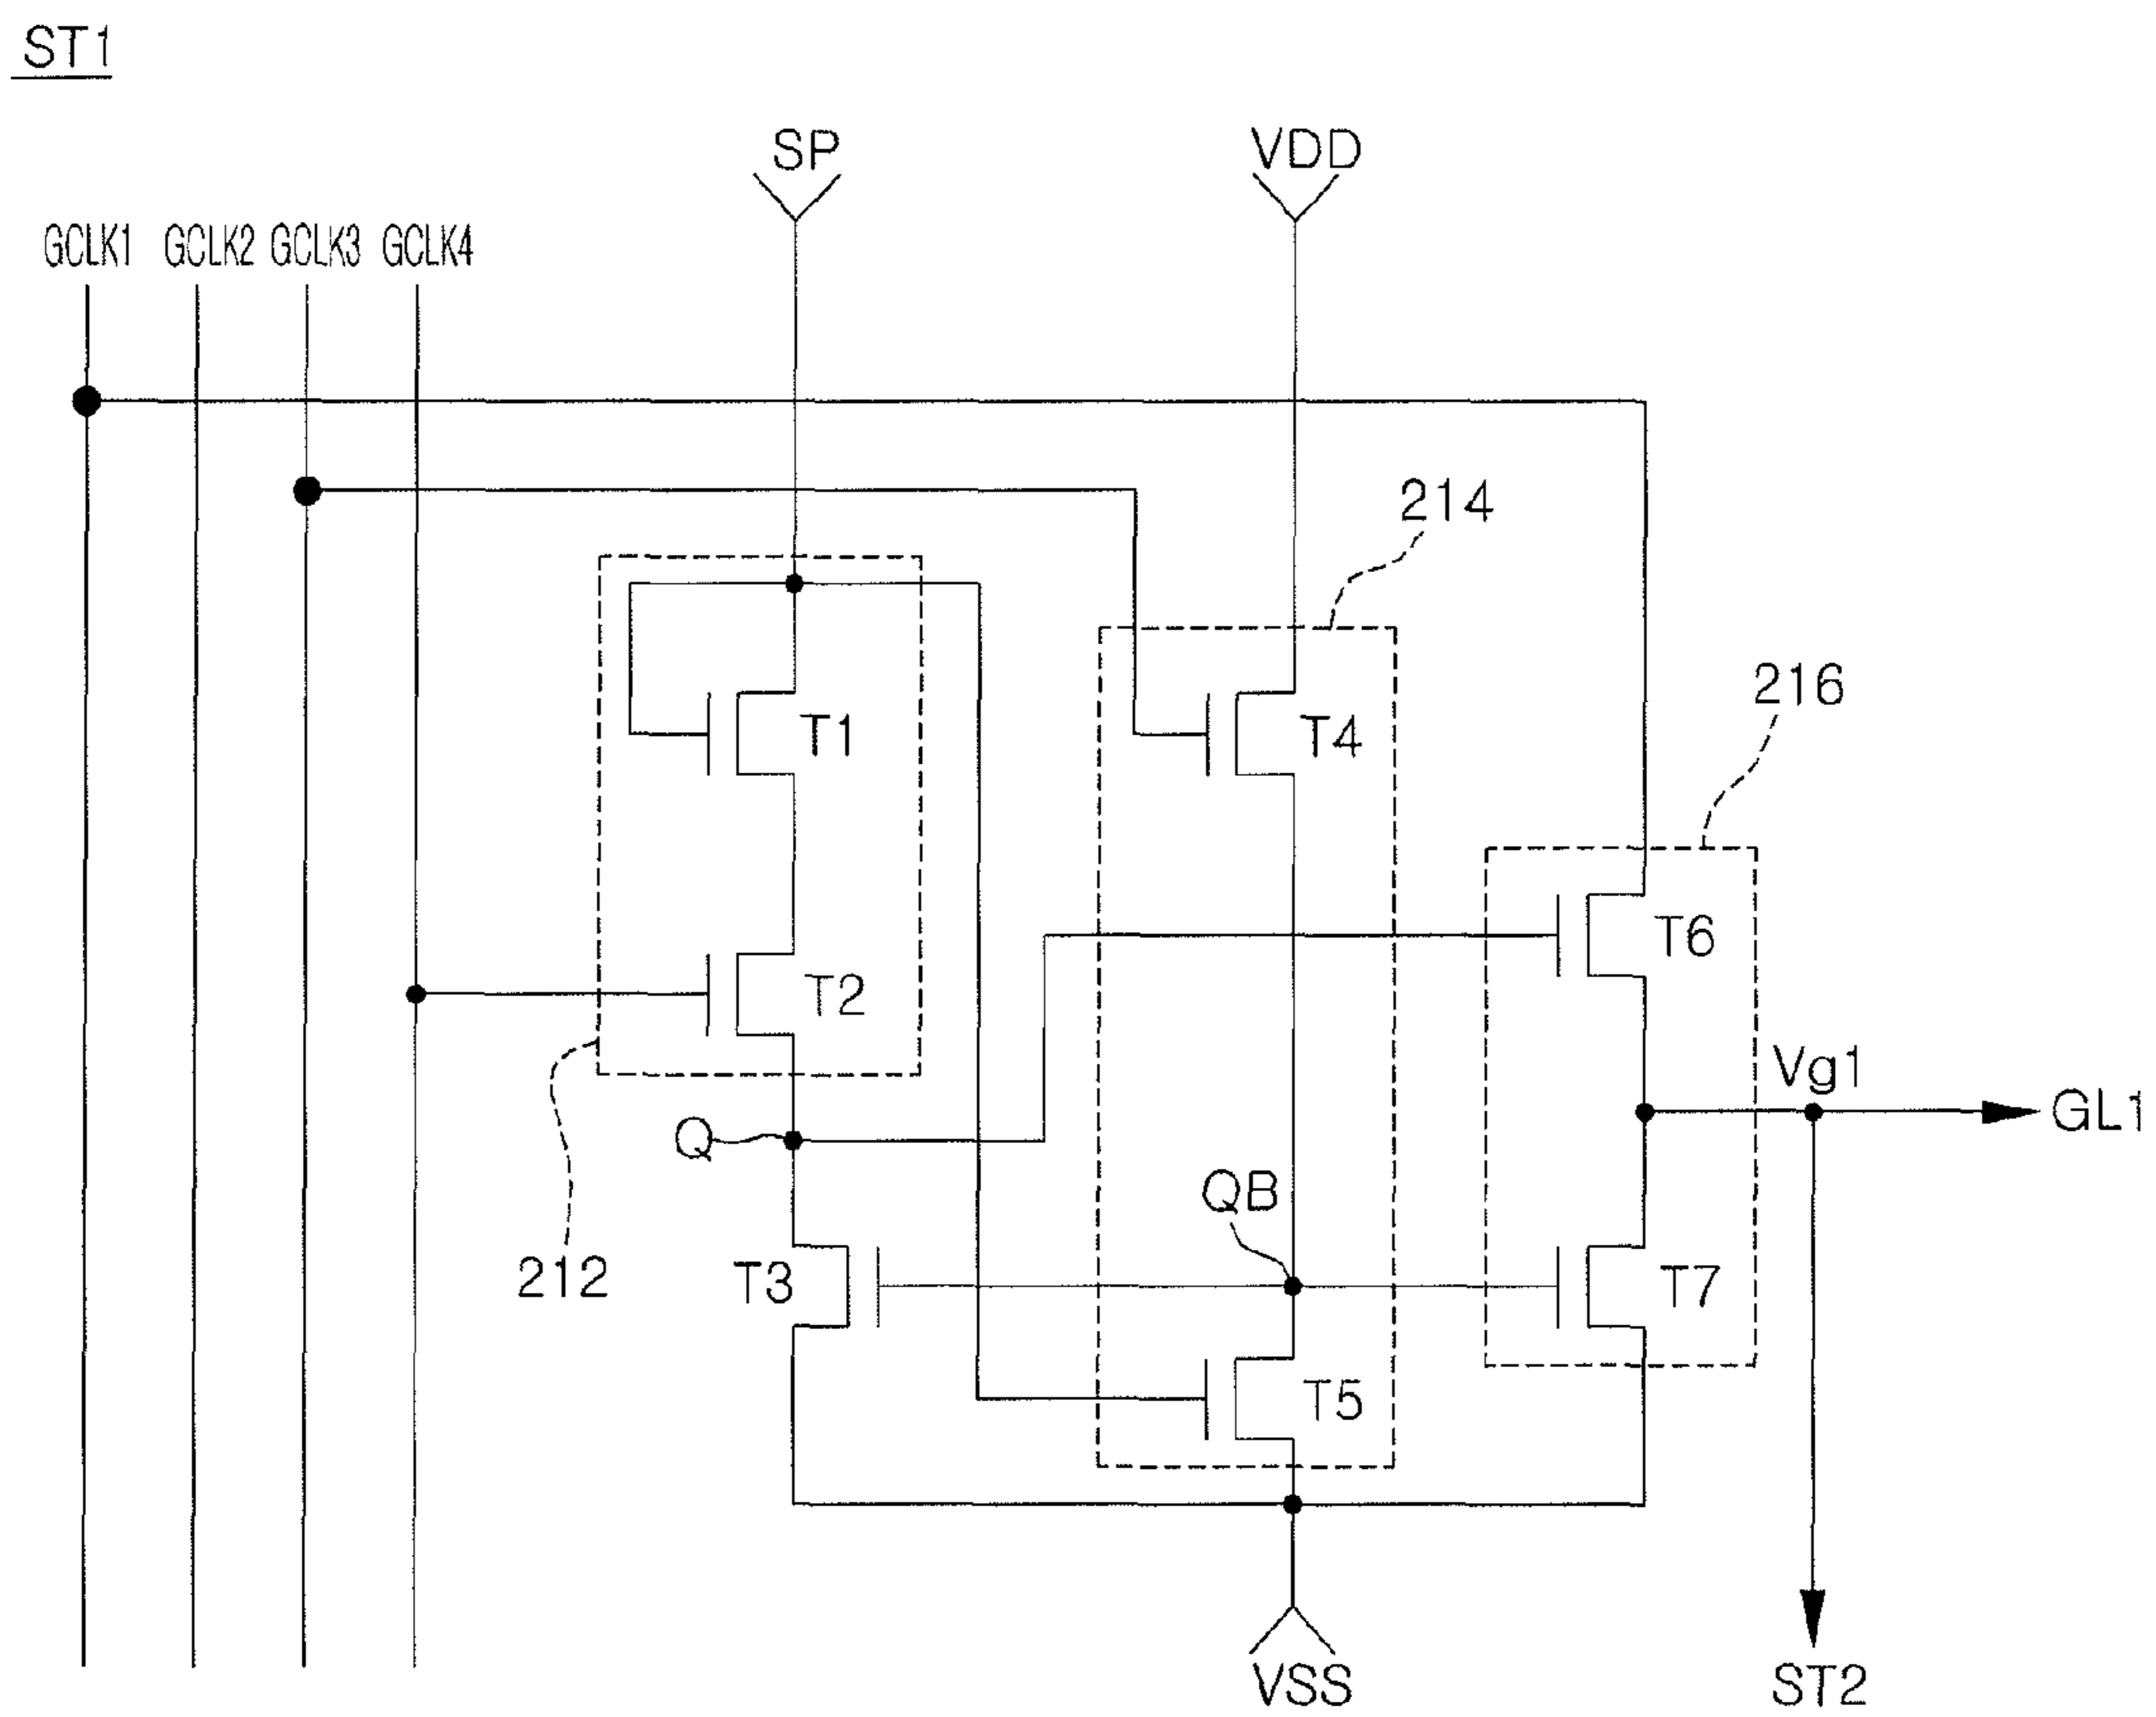 ST1
SP
VDD
GCLK1 GCLK2 GCLK3 GCLK4
214
216
T1
T4
T6
T2
Vg1
GL1
Q
QB
212
T3
T7
T5
VSS
ST2